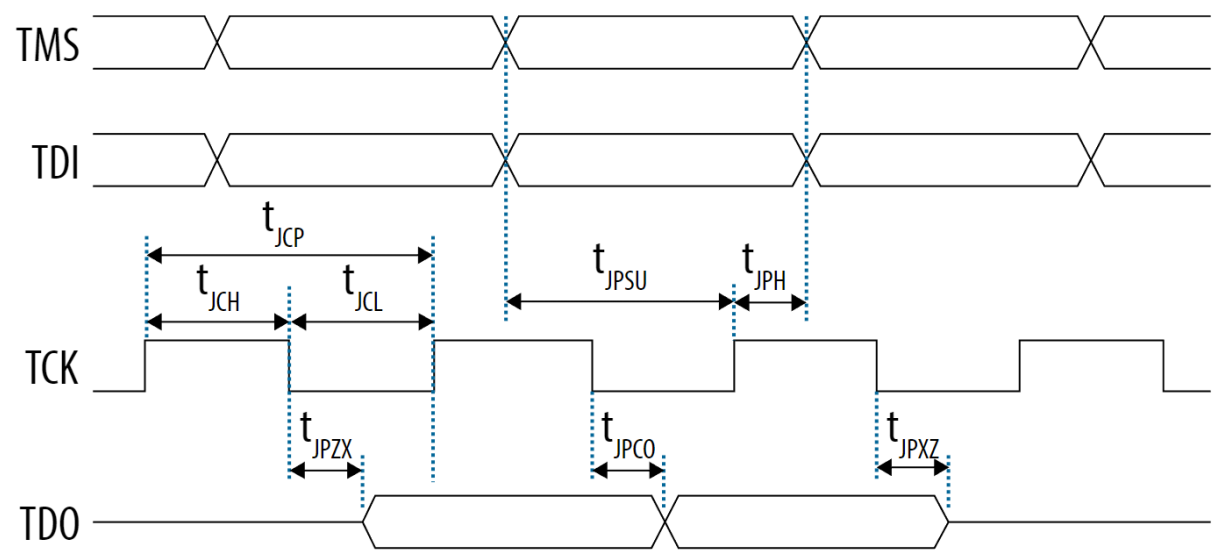 TMS
TDI
tJCP
tJCH tJCL tJPSU tJPH
TCK
tJPZX tJPCO tJPXZ
TDO